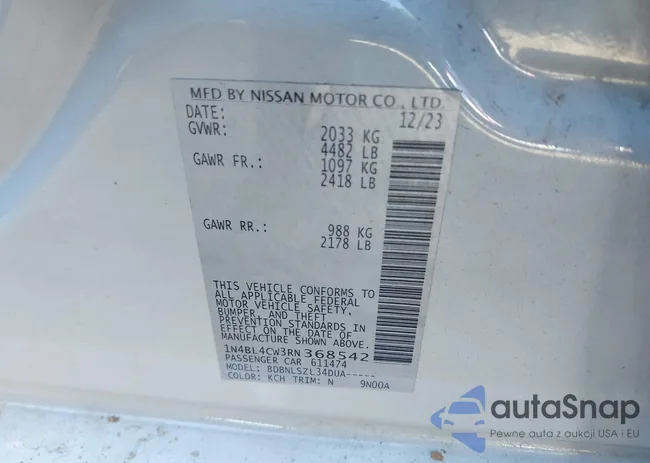 MFD BY NISSAN MOTOR CO., LTD.
DATE: 12/23
GVWR: 2033 KG
4482 LB
GAWR FR.: 1097 KG
2418 LB
GAWR RR.: 988 KG
2178 LB
THIS VEHICLE CONFORMS TO
ALL APPLICABLE FEDERAL
MOTOR VEHICLE SAFETY,
BUMPER, AND THEFT
PREVENTION STANDARDS IN
EFFECT ON THE DATE OF
MANUFACTURE SHOWN ABOVE.
1N4BL4CW3RN368542
PASSENGER CAR 611474
MODEL: BDBNLSZL34DUA-----
COLOR: KCH TRIM: N 9N00A
autoSnap
Pewne auta z aukcji USA i EU